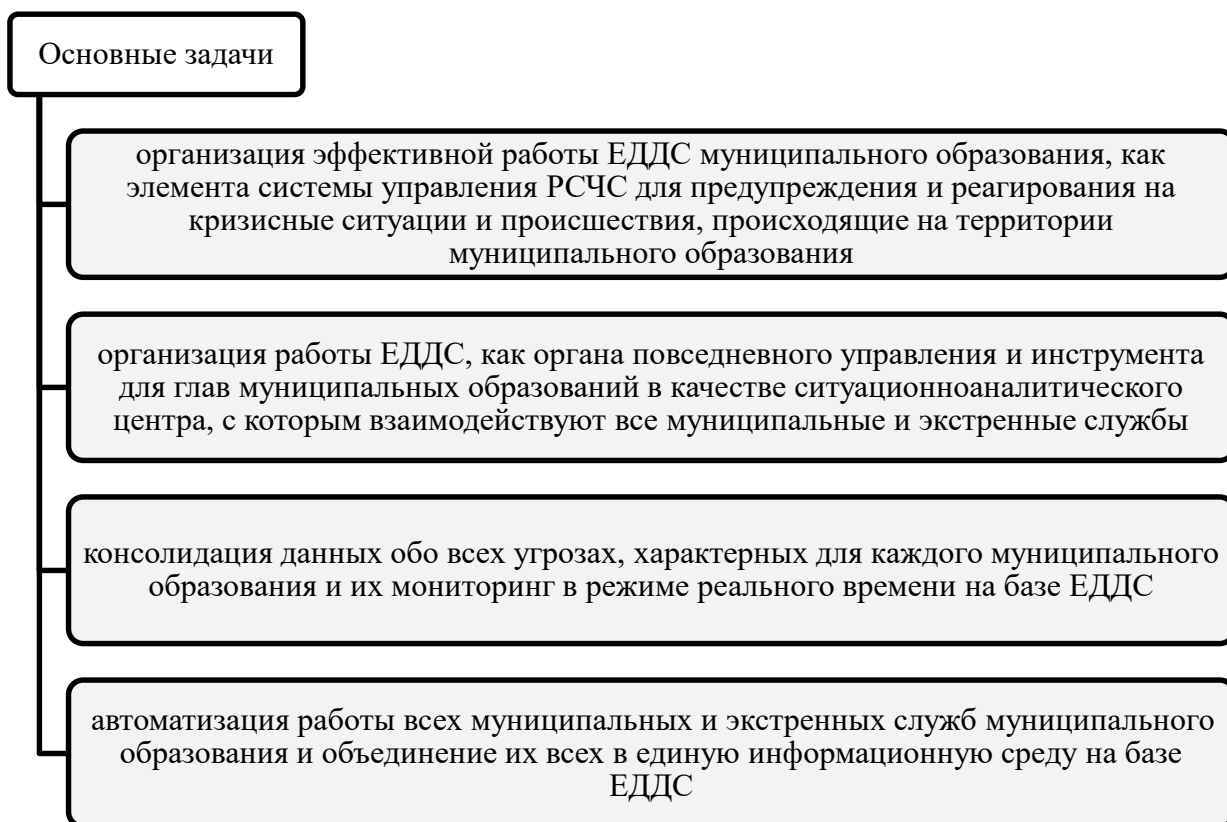 Основные задачи
организация эффективной работы ЕДДС муниципального образования, как
элемента системы управления РСЧС для предупреждения и реагирования на
кризисные ситуации и происшествия, происходящие на территории
муниципального образования
организация работы ЕДДС, как органа повседневного управления и инструмента
для глав муниципальных образований в качестве ситуационноаналитического
центра, с которым взаимодействуют все муниципальные и экстренные службы
консолидация данных обо всех угрозах, характерных для каждого муниципального
образования и их мониторинг в режиме реального времени на базе ЕДДС
автоматизация работы всех муниципальных и экстренных служб муниципального
образования и объединение их всех в единую информационную среду на базе
ЕДДС